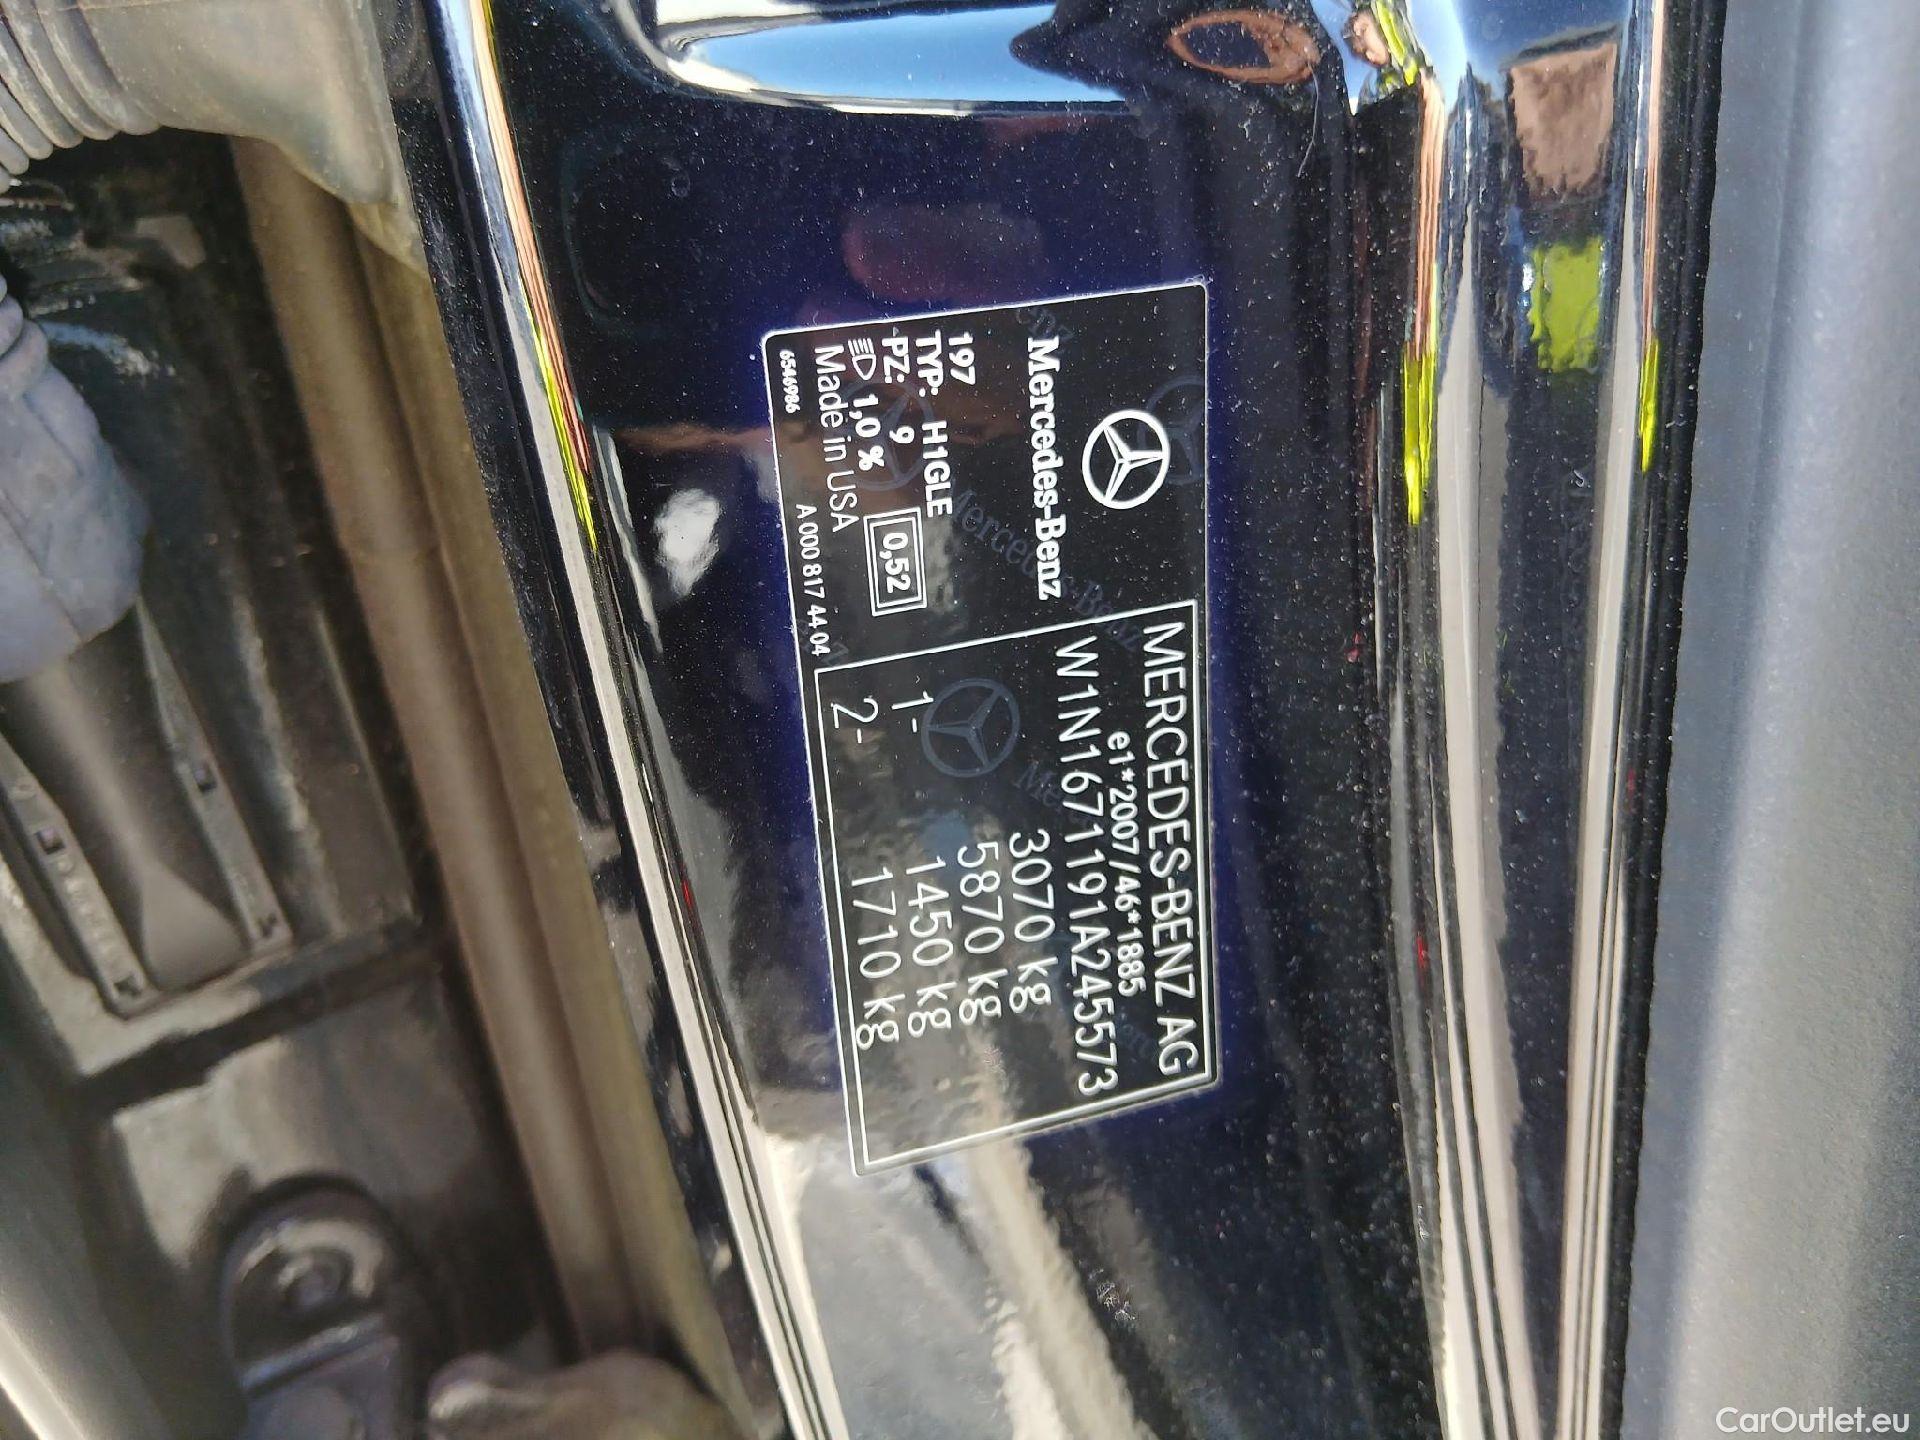 Mercedes-Benz
197
TYP: H1GLE
PZ: 9
1,0 %
0,52
Made in USA
6546986
A 000 817 44 04
MERCEDES-BENZ AG
e1*2007/46*1885
W1N1671191A245573
3070 kg
5870 kg
1- 1450 kg
2- 1710 kg
CarOutlet.eu